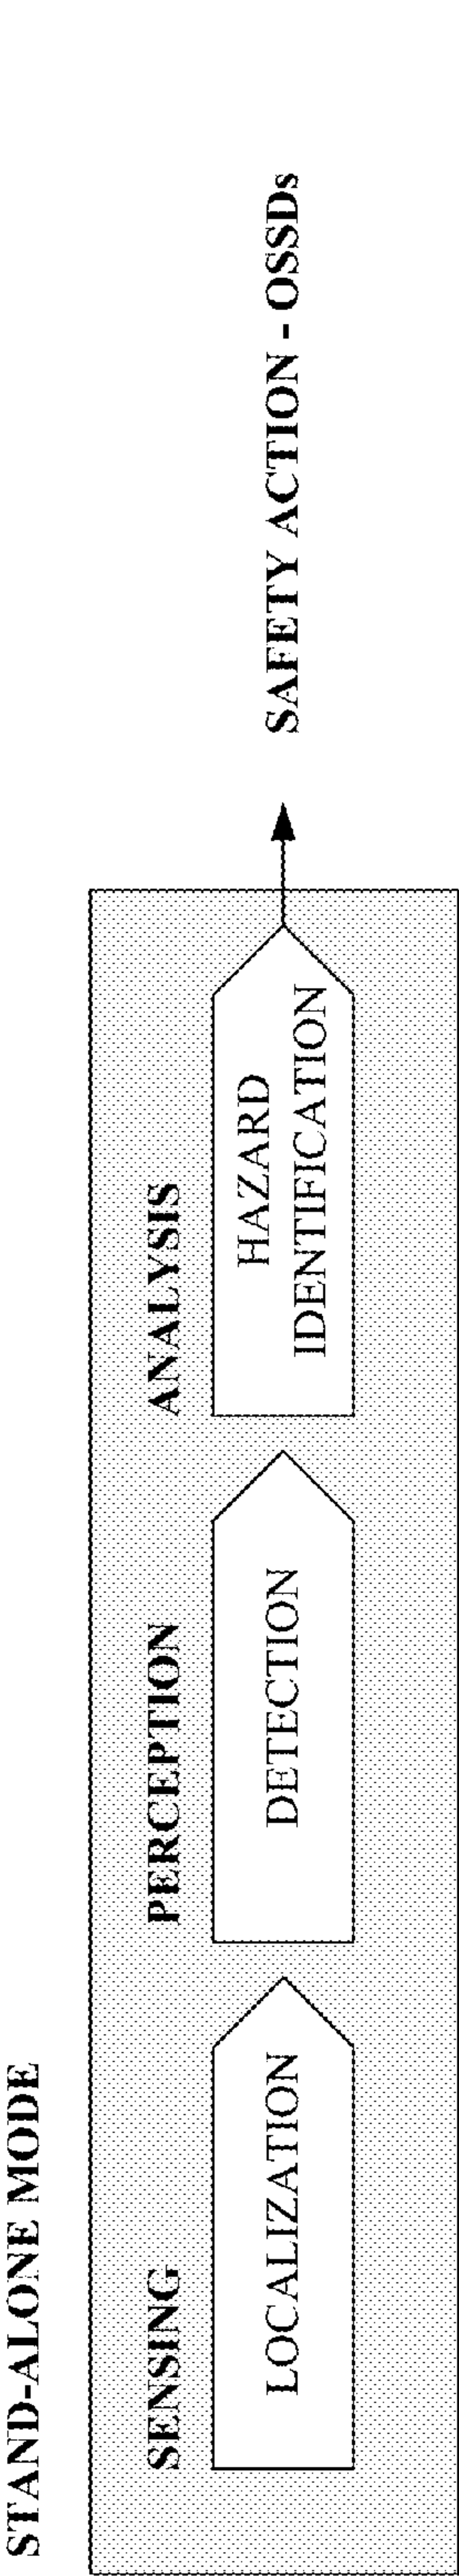 STAND-ALONE MODE
SENSING
PERCEPTION
ANALYSIS
LOCALIZATION
DETECTION
HAZARD
IDENTIFICATION
SAFETY ACTION - OSSDs